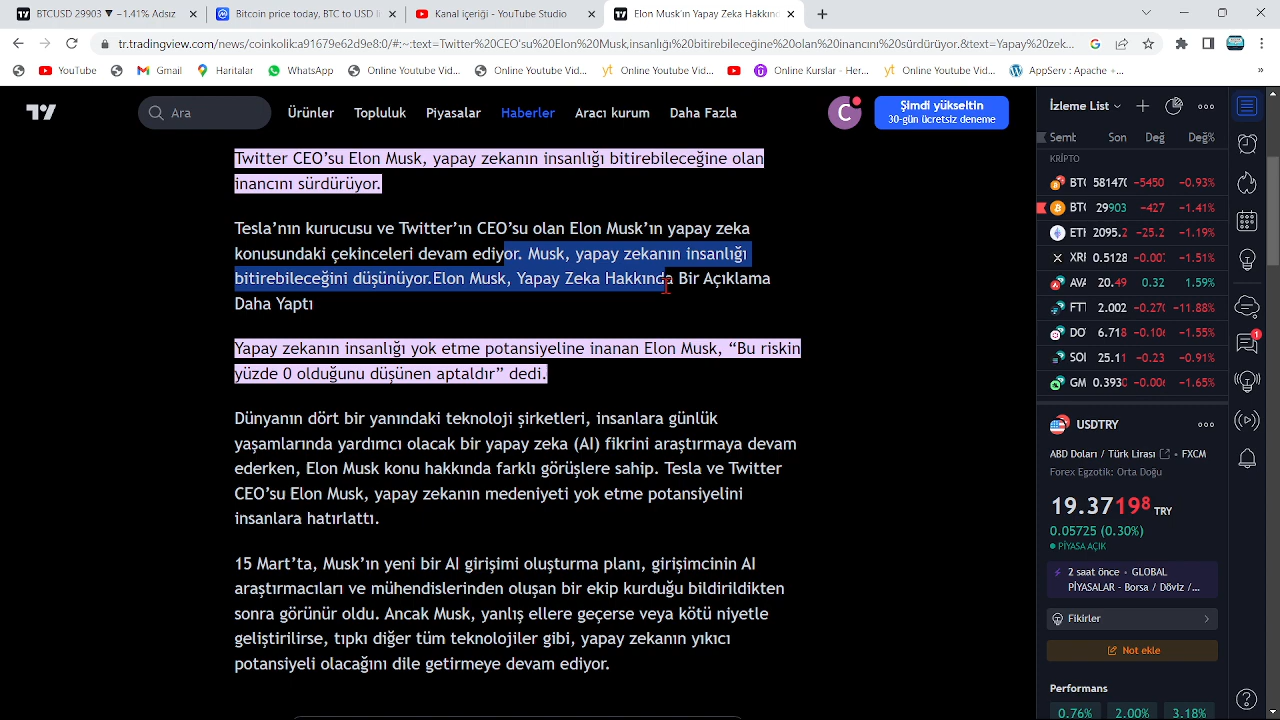 BTCUSD 29903 ▼ −1.41% Adsız
Bitcoin price today, BTC to USD li
Kanal içeriği - YouTube Studio
Elon Musk'ın Yapay Zeka Hakkınd
tr.tradingview.com/news/coinkolica91679e62d9c8:0/#:~:text=Twitter%20CEO'su%20Elon%20Musk,insanlığı%20bitirebileceğine%20olan%20inancını%20sürdürüyor.&text=Yapay%20zek...
YouTube
Gmail
Haritalar
WhatsApp
Online Youtube Vid...
Online Youtube Vid...
Online Youtube Vid...
Online Kurslar - Her...
Online Youtube Vid...
AppServ : Apache +...
»
Ara
Ürünler
Topluluk
Piyasalar
Haberler
Aracı kurum
Daha Fazla
C
Şimdi yükseltin
30-gün ücretsiz deneme
Twitter CEO’su Elon Musk, yapay zekanın insanlığı bitirebileceğine olan
inancını sürdürüyor.
Tesla’nın kurucusu ve Twitter’ın CEO’su olan Elon Musk’ın yapay zeka
konusundaki çekinceleri devam ediyor. Musk, yapay zekanın insanlığı
bitirebileceğini düşünüyor.Elon Musk, Yapay Zeka Hakkında Bir Açıklama
Daha Yaptı
Yapay zekanın insanlığı yok etme potansiyeline inanan Elon Musk, “Bu riskin
yüzde 0 olduğunu düşünen aptaldır” dedi.
Dünyanın dört bir yanındaki teknoloji şirketleri, insanlara günlük
yaşamlarında yardımcı olacak bir yapay zeka (AI) fikrini araştırmaya devam
ederken, Elon Musk konu hakkında farklı görüşlere sahip. Tesla ve Twitter
CEO’su Elon Musk, yapay zekanın medeniyeti yok etme potansiyelini
insanlara hatırlattı.
15 Mart’ta, Musk’ın yeni bir AI girişimi oluşturma planı, girişimcinin AI
araştırmacıları ve mühendislerinden oluşan bir ekip kurduğu bildirildikten
sonra görünür oldu. Ancak Musk, yanlış ellere geçerse veya kötü niyetle
geliştirilirse, tıpkı diğer tüm teknolojiler gibi, yapay zekanın yıkıcı
potansiyeli olacağını dile getirmeye devam ediyor.
İzleme List
Semb Son Değ Değ%
KRİPTO
BT 581470 −5450 −0.93%
BTC 29903 −427 −1.41%
ETH 2095.2 −25.2 −1.19%
XRI 0.5128 −0.007 −1.51%
AVA 20.49 0.32 1.59%
FTT 2.002 −0.270 −11.88%
DO 6.718 −0.106 −1.55%
SOI 25.11 −0.23 −0.91%
GM 0.3930 −0.006 −1.65%
1
USDTRY
ABD Doları / Türk Lirası • FXCM
Forex Egzotik: Orta Doğu
19.37198 TRY
0.05725 (0.30%)
PİYASA AÇIK
2 saat önce • GLOBAL
PİYASALAR - Borsa / Döviz /...
Fikirler
Not ekle
Performans
0.76% 2.00% 3.18%